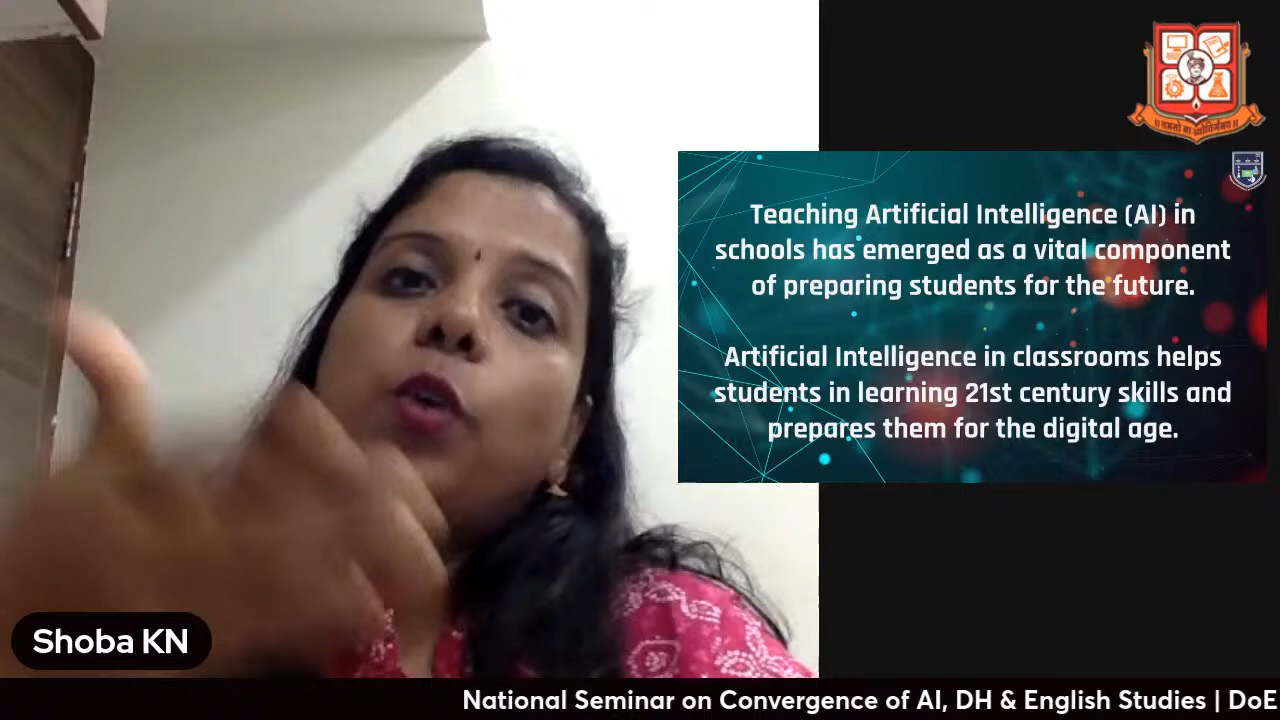 Teaching Artificial Intelligence (AI) in
schools has emerged as a vital component
of preparing students for the future.
Artificial Intelligence in classrooms helps
students in learning 21st century skills and
prepares them for the digital age.
Shoba KN
National Seminar on Convergence of AI, DH & English Studies | DoE